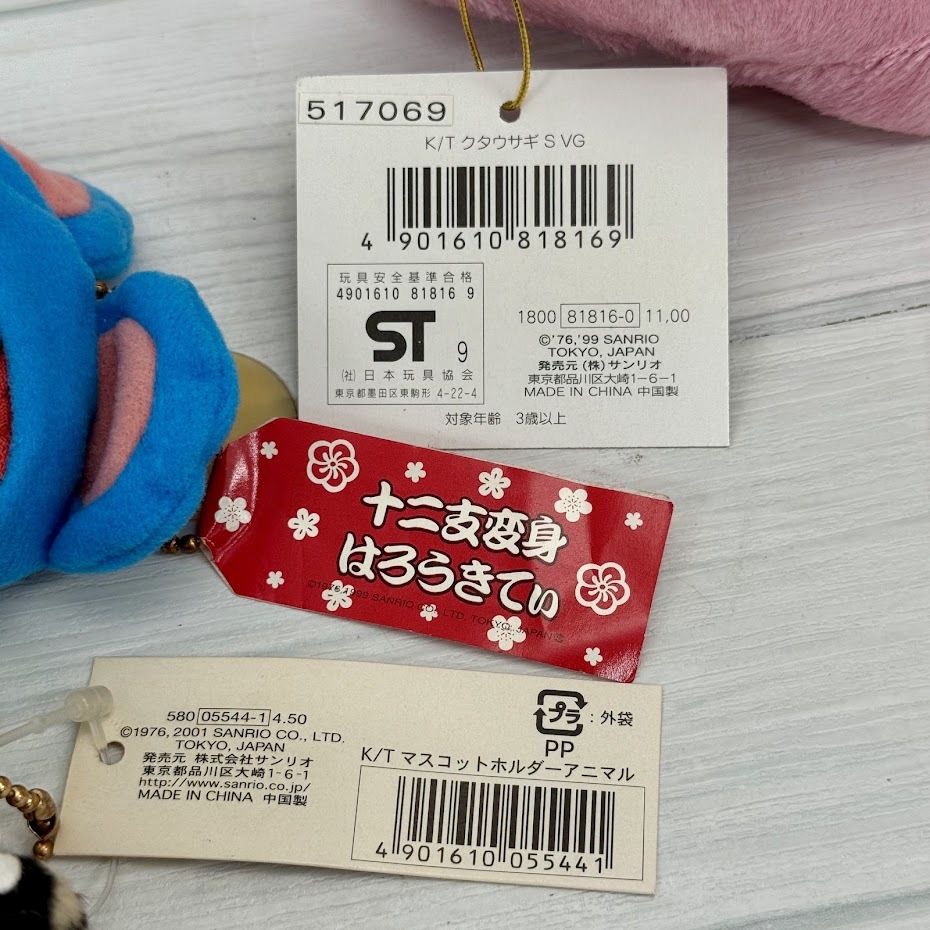 517069
K/T クタウサギ S VG
4 901610 818169
玩具安全基準合格
4901610 81816 9
ST 9
(社) 日本玩具協会
東京都墨田区東駒形 4-22-4
1800 81816-0 11,00
©'76,'99 SANRIO
TOKYO, JAPAN
発売元 (株) サンリオ
東京都品川区大崎1-6-1
MADE IN CHINA 中国製
対象年齢 3歳以上
十二支変身
はろうきてぃ
©1976,1999 SANRIO CO., LTD. TOKYO, JAPAN
580 05544-1 4.50
©1976, 2001 SANRIO CO., LTD.
TOKYO, JAPAN
発売元 株式会社サンリオ
東京都品川区大崎1-6-1
http://www.sanrio.co.jp/
MADE IN CHINA 中国製
プラ : 外袋
PP
K/T マスコットホルダーアニマル
4 901610 055441